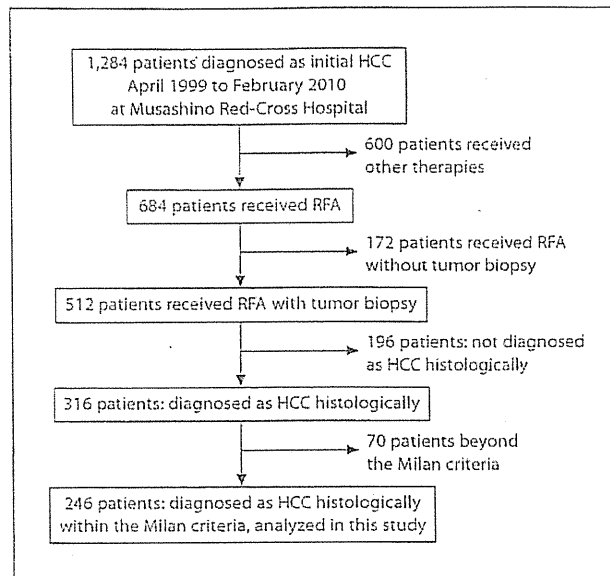 1,284 patients diagnosed as initial HCC
April 1999 to February 2010
at Musashino Red-Cross Hospital
600 patients received
other therapies
684 patients received RFA
172 patients received RFA
without tumor biopsy
512 patients received RFA with tumor biopsy
196 patients: not diagnosed
as HCC histologically
316 patients: diagnosed as HCC histologically
70 patients beyond
the Milan criteria
246 patients: diagnosed as HCC histologically
within the Milan criteria, analyzed in this study